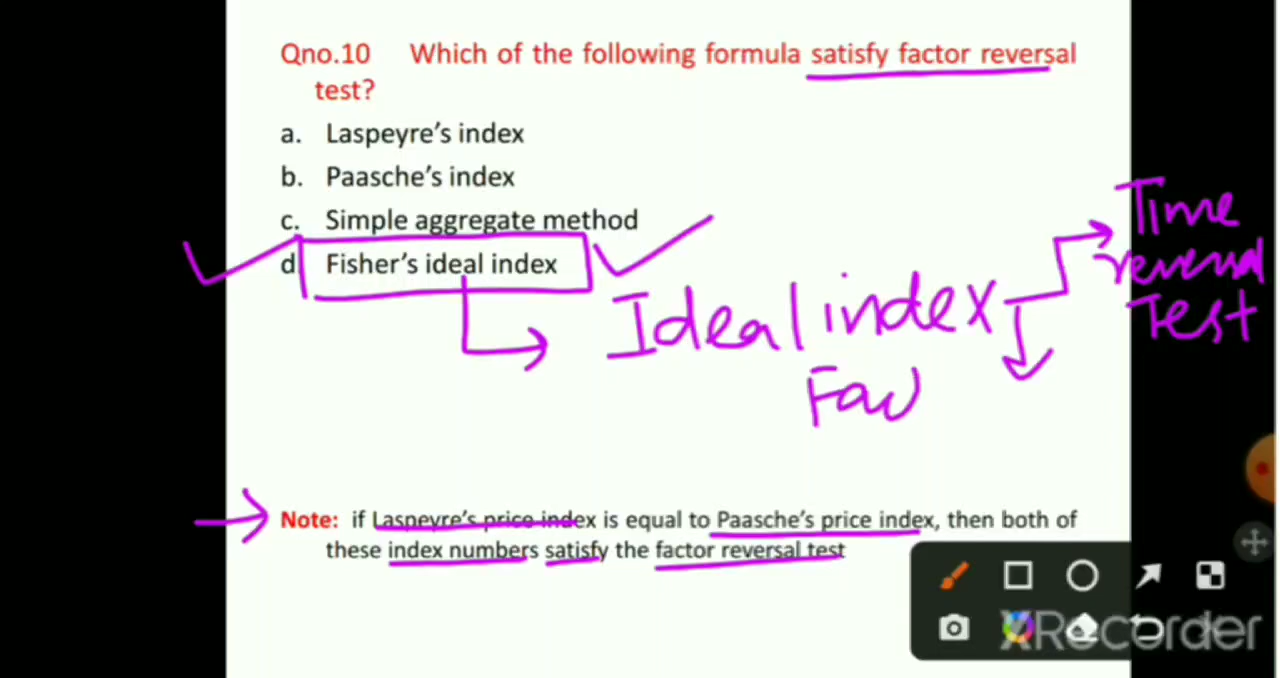 Qno.10 Which of the following formula satisfy factor reversal
test?
a. Laspeyre's index
b. Paasche's index
c. Simple aggregate method
d. Fisher's ideal index
Ideal index
Time
reversal
Test
Fac
Note: if Laspeyre's price index is equal to Paasche's price index, then both of
these index numbers satisfy the factor reversal test
XRecorder